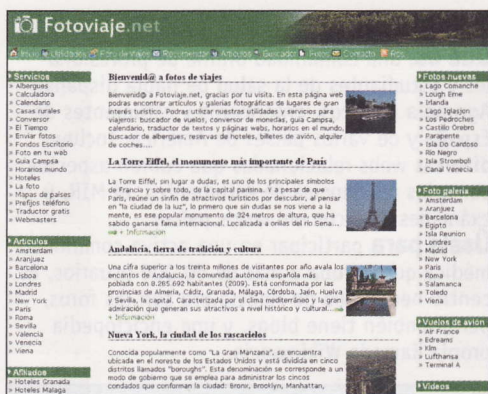 Fotoviaje.net
Inicio Utilidades Foro de Viajes Recomendar Articulos Buscador Promo Contacto Rss
Servicios
» Albergues
» Calculadora
» Calendario
» Casas rurales
» Conversor
» El Tiempo
» Enviar fotos
» Fondos Escritorio
» Foto en tu web
» Guia Campsa
» Horarios mundo
» Hoteles
» La foto
» Mapas de paises
» Prefijos teléfono
» Traductor gratis
» Webmasters
Articulos
» Amsterdam
» Aranjuez
» Barcelona
» Lisboa
» Londres
» Madrid
» New York
» Paris
» Roma
» Sevilla
» Valencia
» Venecia
» Viena
Afiliados
» Hoteles Granada
» Hoteles Malaga
Bienvenid@ a fotos de viajes
Bienvenid@ a Fotoviaje.net, gracias por tu visita. En esta página web
podras encontrar artículos y galerias fotográficas de lugares de gran
interés turístico. Podras utilizar nuestras utilidades y servicios para
viajeros: buscador de vuelos, conversor de monedas, guia Campsa,
calendario, traductor de textos y páginas webs, horarios en el mundo,
buscador de albergues, reservas de hoteles, billetes de avión, alquiler
de coches....
La Torre Eiffel, el monumento más importante de Paris
La Torre Eiffel, sin lugar a dudas, es uno de los principales símbolos
de Francia y sobre todo, de la capital parisina. Y a pesar de que
París, reúne un sinfín de atractivos turísticos por descubrir, al pensar
en "la ciudad de la luz", lo primero que sin dudas se nos viene a la
mente, es ese popular monumento de 324 metros de altura, que ha
sabido ganarse fama internacional. Localizada a orillas del río Sena...
» + Informacion
Andalucia, tierra de tradición y cultura
Una cifra superior a los treinta millones de visitantes por año avala los
encantos de Andalucía, la comunidad autónoma española más
poblada con 8.265.692 habitantes (2009). Está conformada por las
provincias de Almería, Cádiz, Granada, Málaga, Córdoba, Jaén, Huelva
y Sevilla, la capital. Caracterizada por el clima mediterráneo y la gran
admiración que generan sus atractivos a nivel histórico y cultural....
» + Informacion
Nueva York, la ciudad de los rascacielos
Conocida popularmente como "La Gran Manzana", se encuentra
ubicada en el noreste de los Estados Unidos y está dividida en cinco
distritos llamados "boroughs". Esta denominación se corresponde a un
modo de gobierno que se emplea para administrar los cincos
condados que conforman la ciudad: Bronx, Brooklyn, Manhattan,
Fotos nuevas
» Lago Comanche
» Lough Eme
» Irlanda
» Lago Iglasjon
» Los Pedroches
» Castillo Orebro
» Parapente
» Isla Do Cardoso
» Rio Negro
» Isla Stromboli
» Canal Venecia
Foto galeria
» Amsterdam
» Aranjuez
» Barcelona
» Egipto
» Isla Reunion
» Londres
» Madrid
» New York
» Paris
» Roma
» Salamanca
» Toledo
» Viena
Vuelos de avión
» Air France
» Edreams
» Klm
» Lufthansa
» Terminal A
Videos